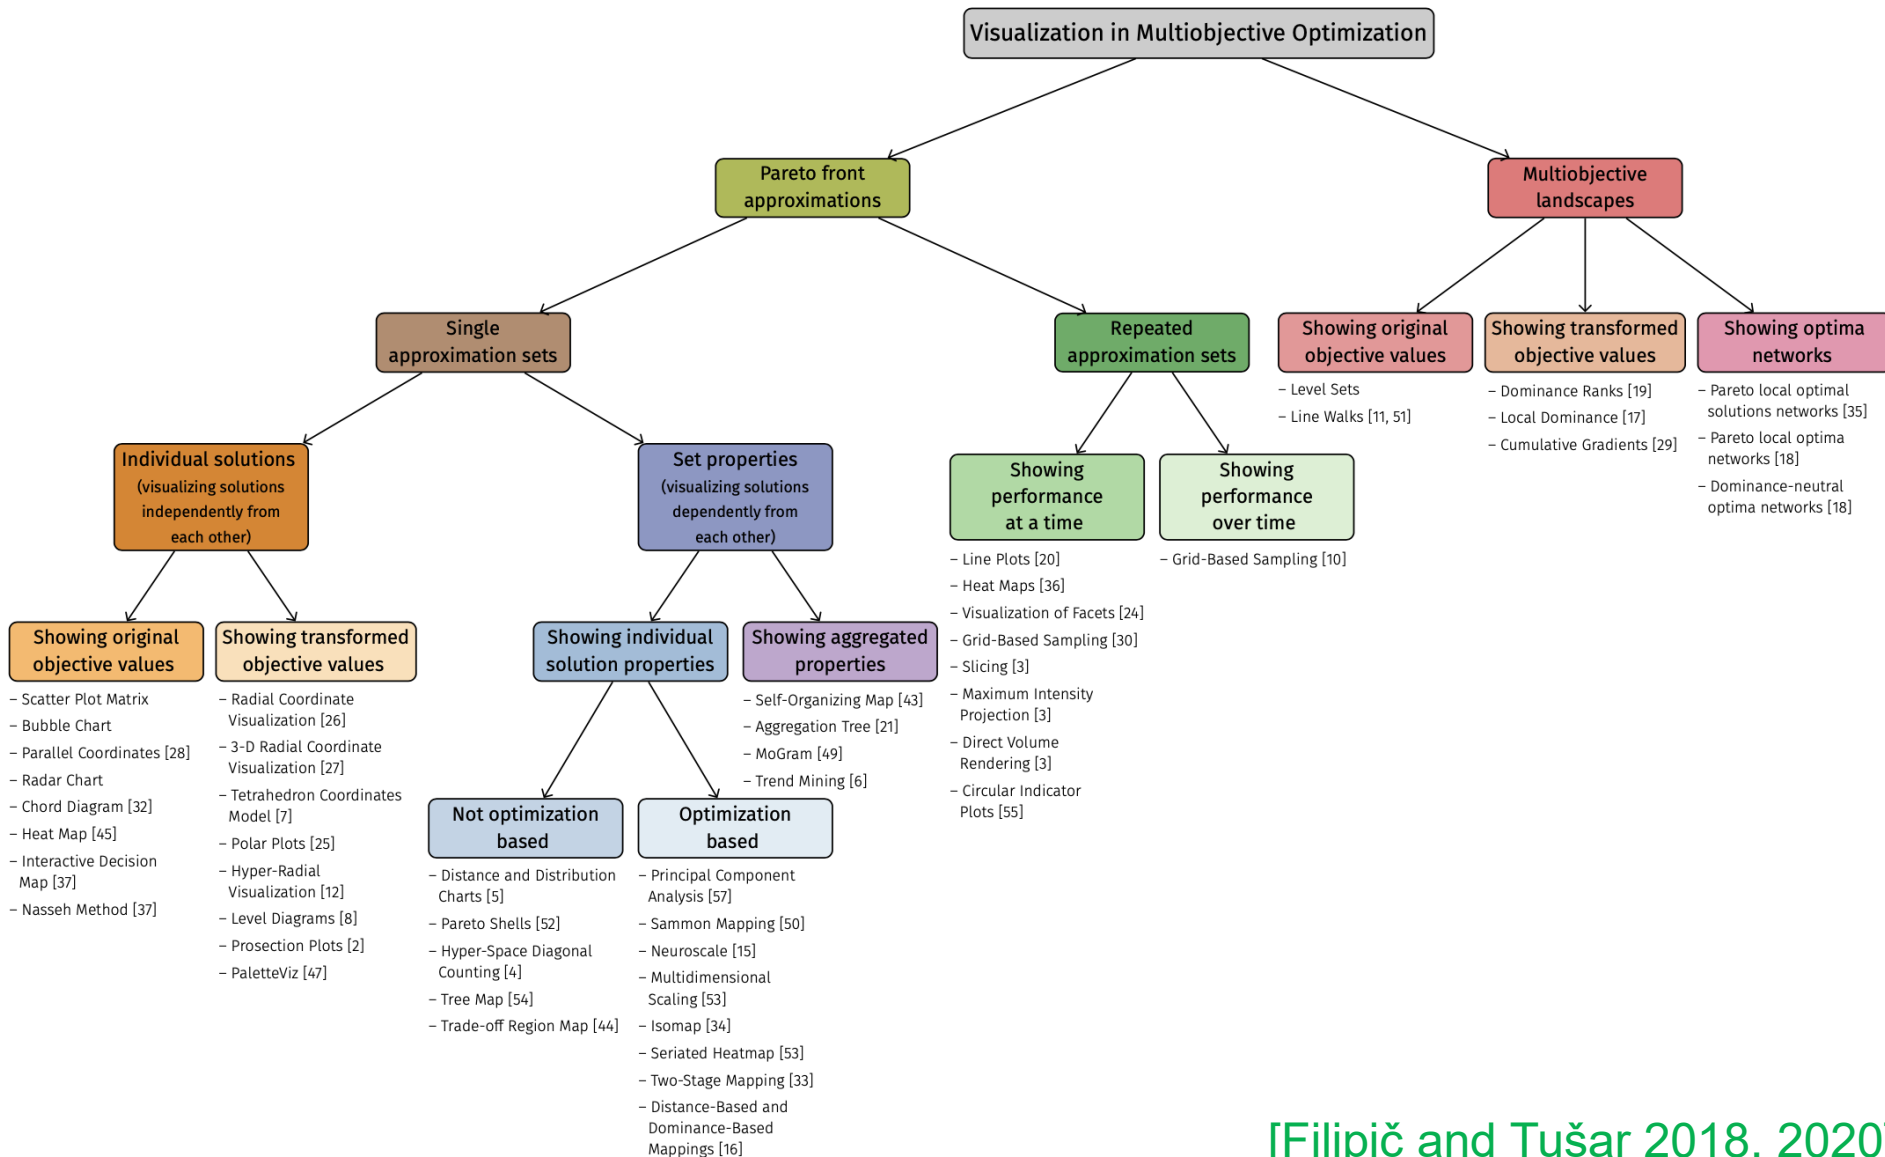 Visualization in Multiobjective Optimization
Pareto front
approximations
Multiobjective
landscapes
Single
approximation sets
Repeated
approximation sets
Showing original
objective values
– Level Sets
– Line Walks [11, 51]
Showing transformed
objective values
– Dominance Ranks [19]
– Local Dominance [17]
– Cumulative Gradients [29]
Showing optima
networks
– Pareto local optimal
solutions networks [35]
– Pareto local optima
networks [18]
– Dominance-neutral
optima networks [18]
Individual solutions
(visualizing solutions
independently from
each other)
Set properties
(visualizing solutions
dependently from
each other)
Showing
performance
at a time
– Line Plots [20]
– Heat Maps [36]
– Visualization of Facets [24]
– Grid-Based Sampling [30]
– Slicing [3]
– Maximum Intensity
Projection [3]
– Direct Volume
Rendering [3]
– Circular Indicator
Plots [55]
Showing
performance
over time
– Grid-Based Sampling [10]
Showing original
objective values
– Scatter Plot Matrix
– Bubble Chart
– Parallel Coordinates [28]
– Radar Chart
– Chord Diagram [32]
– Heat Map [45]
– Interactive Decision
Map [37]
– Nasseh Method [37]
Showing transformed
objective values
– Radial Coordinate
Visualization [26]
– 3-D Radial Coordinate
Visualization [27]
– Tetrahedron Coordinates
Model [7]
– Polar Plots [25]
– Hyper-Radial
Visualization [12]
– Level Diagrams [8]
– Prosection Plots [2]
– PaletteViz [47]
Showing individual
solution properties
Showing aggregated
properties
– Self-Organizing Map [43]
– Aggregation Tree [21]
– MoGram [49]
– Trend Mining [6]
Not optimization
based
– Distance and Distribution
Charts [5]
– Pareto Shells [52]
– Hyper-Space Diagonal
Counting [4]
– Tree Map [54]
– Trade-off Region Map [44]
Optimization
based
– Principal Component
Analysis [57]
– Sammon Mapping [50]
– Neuroscale [15]
– Multidimensional
Scaling [53]
– Isomap [34]
– Seriated Heatmap [53]
– Two-Stage Mapping [33]
– Distance-Based and
Dominance-Based
Mappings [16]
[Filipič and Tušar 2018, 2020]